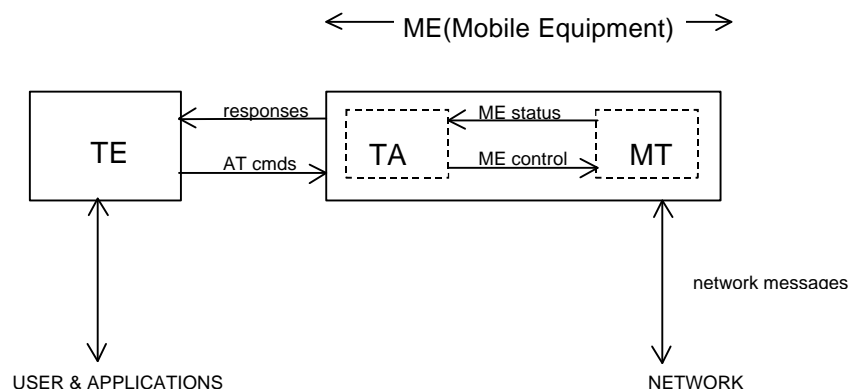 ME(Mobile Equipment)
responses
ME status
TE
TA
MT
AT cmds
ME control
network messages
USER & APPLICATIONS
NETWORK